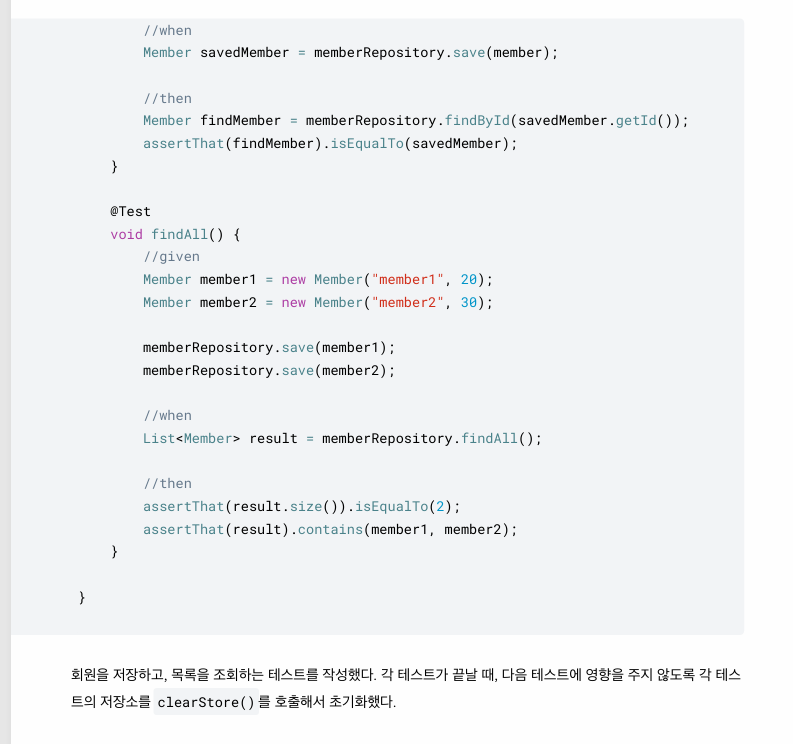 //when
Member savedMember = memberRepository.save(member);
//then
Member findMember = memberRepository.findById(savedMember.getId());
assertThat(findMember).isEqualTo(savedMember);
}
@Test
void findAll() {
//given
Member member1 = new Member("member1", 20);
Member member2 = new Member("member2", 30);
memberRepository.save(member1);
memberRepository.save(member2);
//when
List<Member> result = memberRepository.findAll();
//then
assertThat(result.size()).isEqualTo(2);
assertThat(result).contains(member1, member2);
}
}
회원을 저장하고, 목록을 조회하는 테스트를 작성했다. 각 테스트가 끝날 때, 다음 테스트에 영향을 주지 않도록 각 테스
트의 저장소를 clearStore() 를 호출해서 초기화했다.